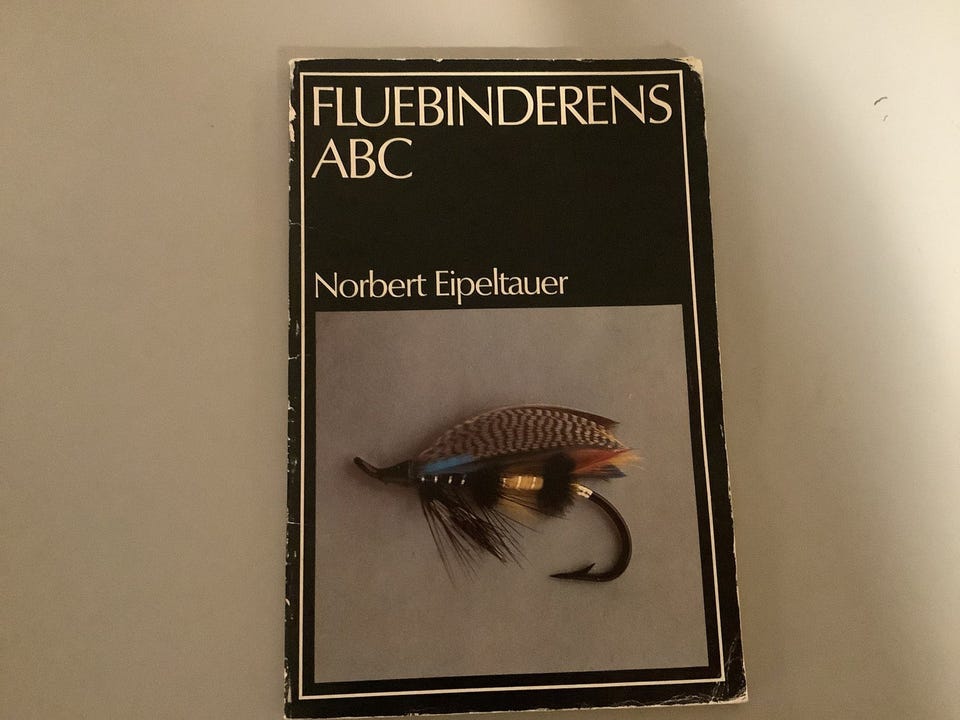 FLUEBINDERENS
ABC
Norbert Eipeltauer